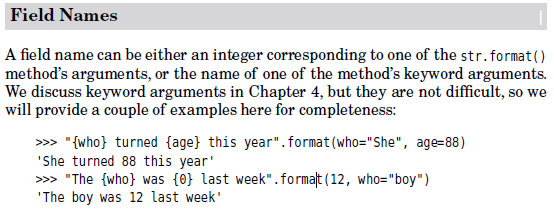 Field Names
A field name can be either an integer corresponding to one of the str.format()
method's arguments, or the name of one of the method's keyword arguments.
We discuss keyword arguments in Chapter 4, but they are not difficult, so we
will provide a couple of examples here for completeness:
>>> "{who} turned {age} this year".format(who="She", age=88)
'She turned 88 this year'
>>> "The {who} was {0} last week".format(12, who="boy")
'The boy was 12 last week'